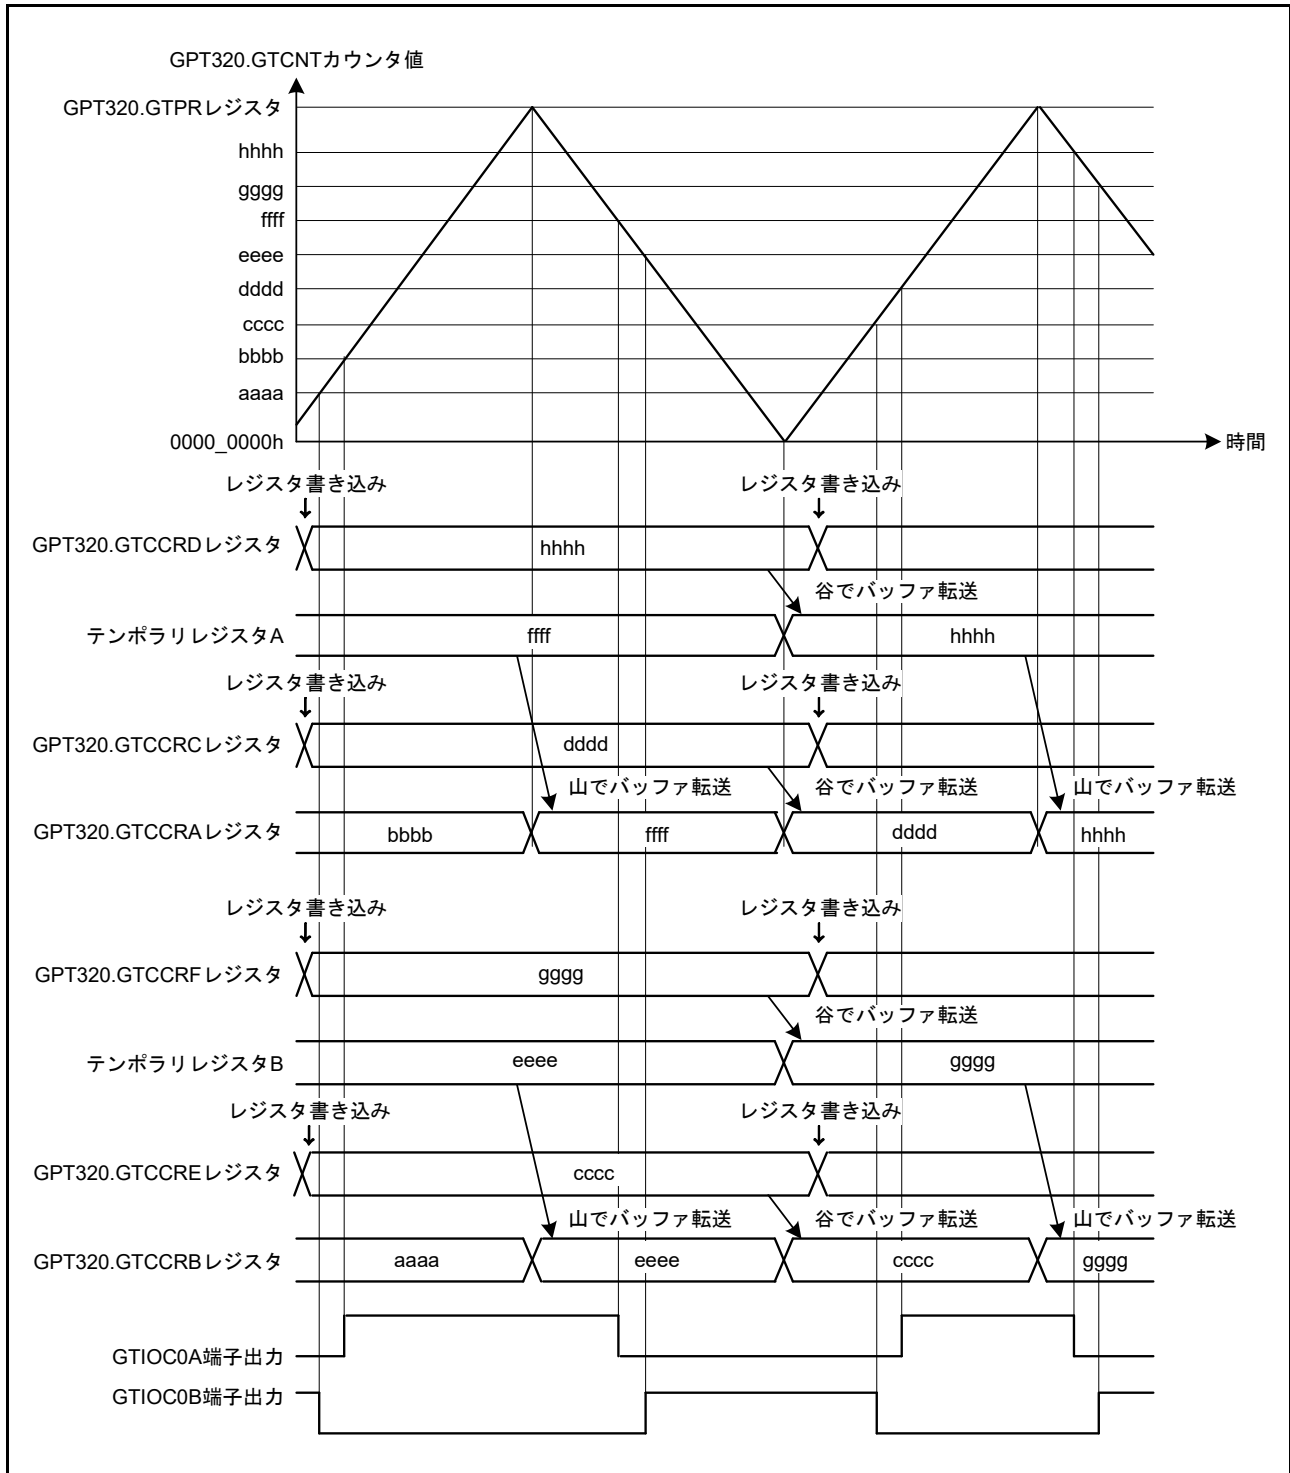 GPT320.GTCNTカウンタ値
GPT320.GTPRレジスタ
hhhh
gggg
ffff
eeee
dddd
cccc
bbbb
aaaa
0000_0000h
時間
レジスタ書き込み レジスタ書き込み
GPT320.GTCCRDレジスタ hhhh
谷でバッファ転送
テンポラリレジスタA ffff hhhh
レジスタ書き込み レジスタ書き込み
GPT320.GTCCRCレジスタ dddd
山でバッファ転送 谷でバッファ転送 山でバッファ転送
GPT320.GTCCRAレジスタ bbbb ffff dddd hhhh
レジスタ書き込み レジスタ書き込み
GPT320.GTCCRFレジスタ gggg
谷でバッファ転送
テンポラリレジスタB eeee gggg
レジスタ書き込み レジスタ書き込み
GPT320.GTCCREレジスタ cccc
山でバッファ転送 谷でバッファ転送 山でバッファ転送
GPT320.GTCCRBレジスタ aaaa eeee cccc gggg
GTIOC0A端子出力
GTIOC0B端子出力